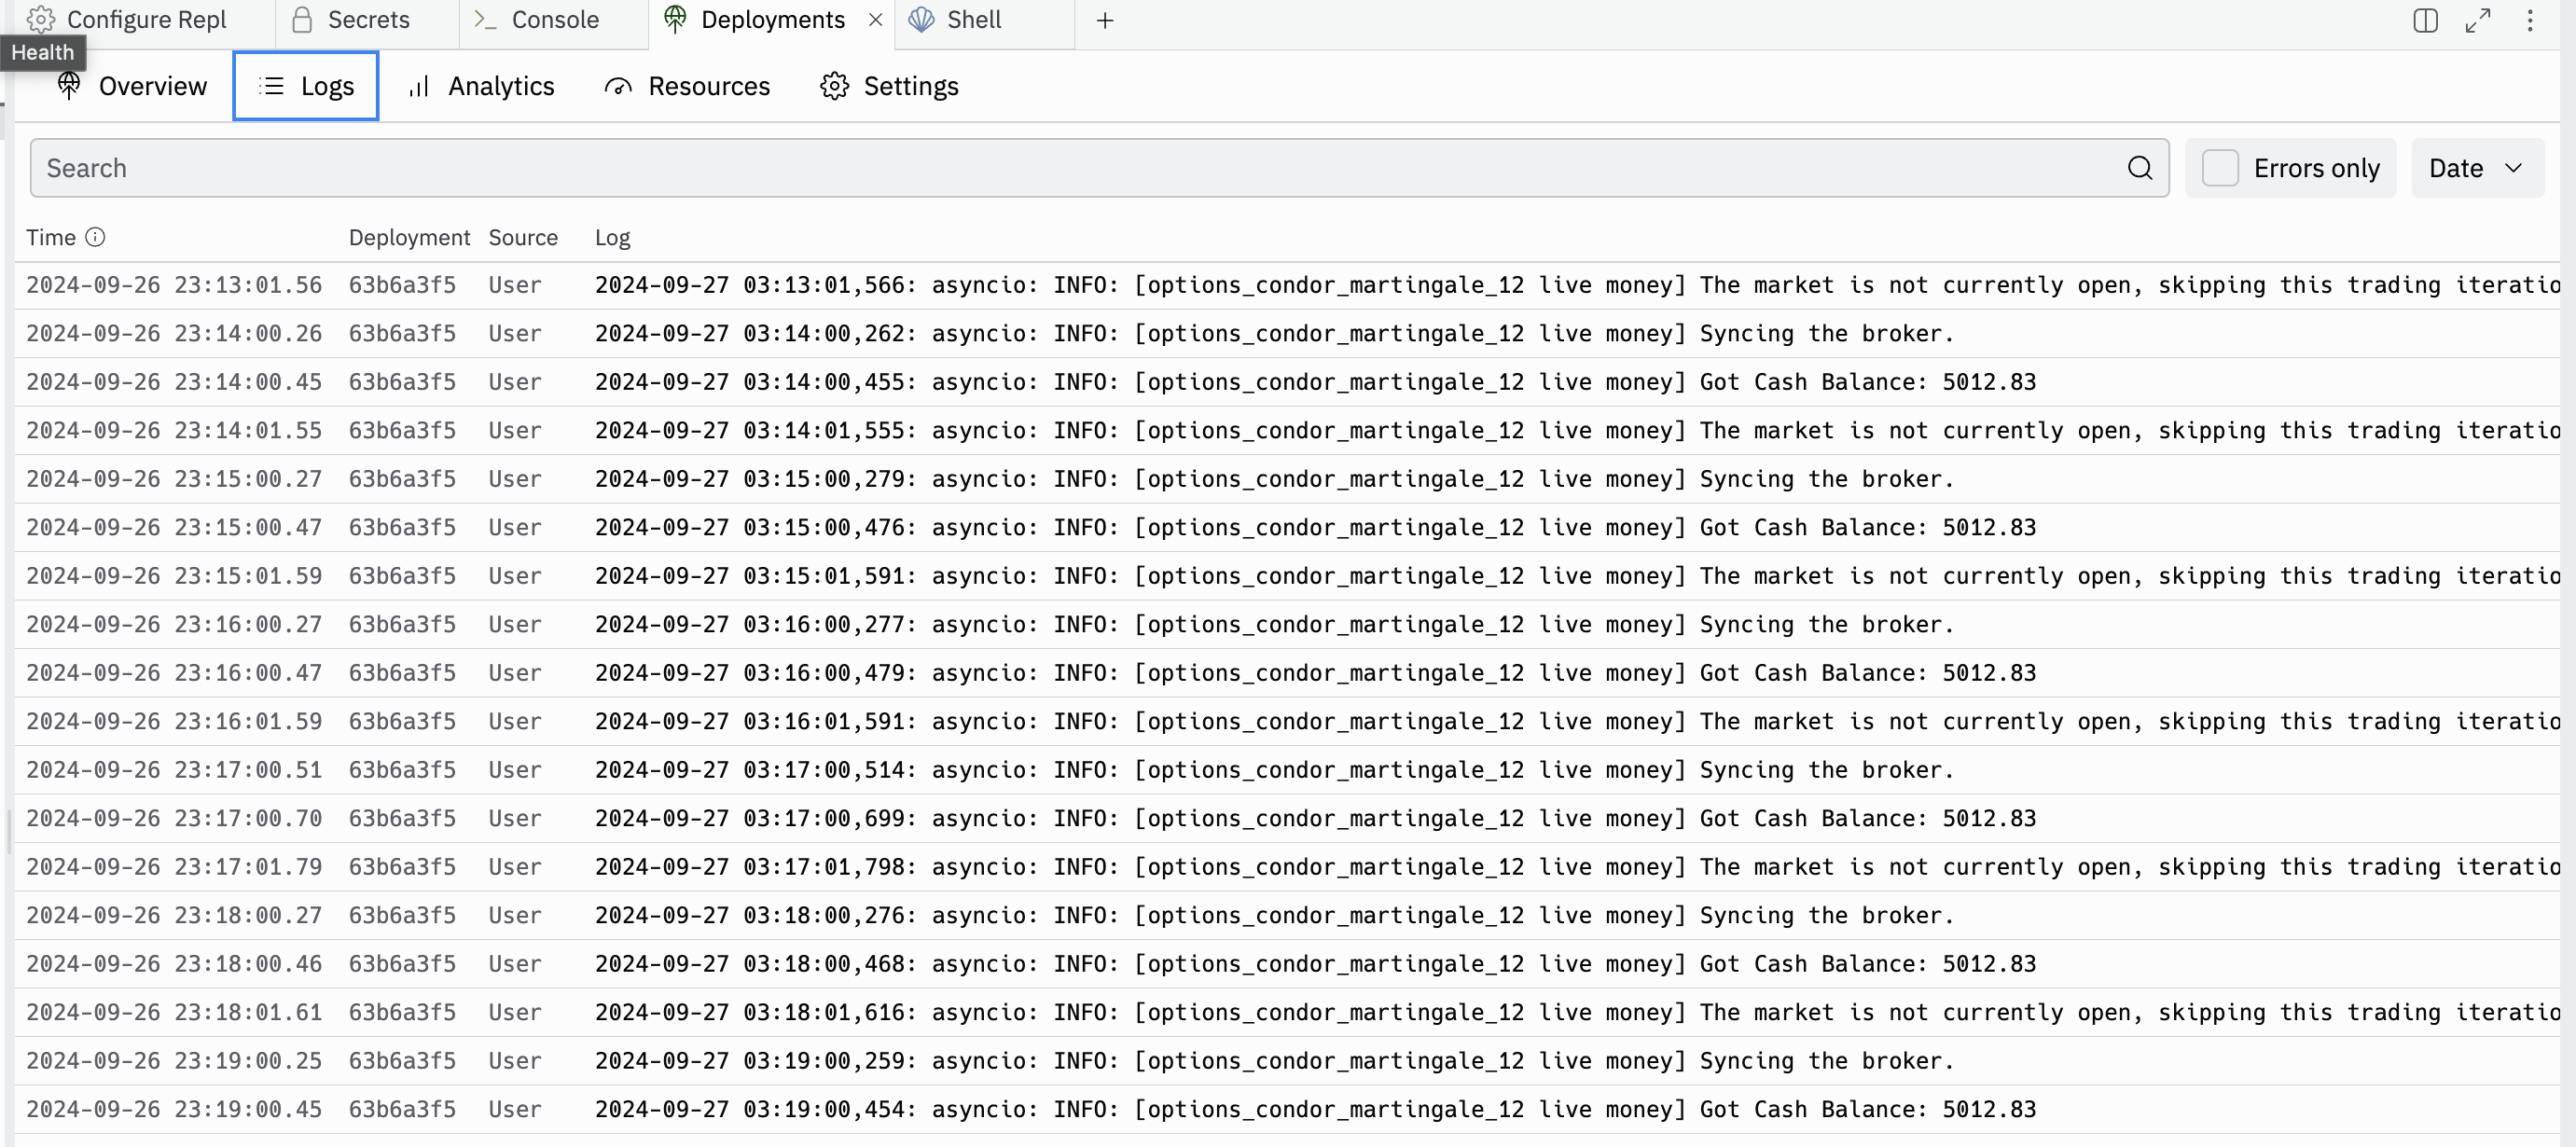 Configure Repl Secrets Console Deployments Shell
Health
Overview Logs Analytics Resources Settings
Search Errors only Date
Time Deployment Source Log
2024-09-26 23:13:01.56 63b6a3f5 User 2024-09-27 03:13:01,566: asyncio: INFO: [options_condor_martingale_12 live money] The market is not currently open, skipping this trading iteratio
2024-09-26 23:14:00.26 63b6a3f5 User 2024-09-27 03:14:00,262: asyncio: INFO: [options_condor_martingale_12 live money] Syncing the broker.
2024-09-26 23:14:00.45 63b6a3f5 User 2024-09-27 03:14:00,455: asyncio: INFO: [options_condor_martingale_12 live money] Got Cash Balance: 5012.83
2024-09-26 23:14:01.55 63b6a3f5 User 2024-09-27 03:14:01,555: asyncio: INFO: [options_condor_martingale_12 live money] The market is not currently open, skipping this trading iteratio
2024-09-26 23:15:00.27 63b6a3f5 User 2024-09-27 03:15:00,279: asyncio: INFO: [options_condor_martingale_12 live money] Syncing the broker.
2024-09-26 23:15:00.47 63b6a3f5 User 2024-09-27 03:15:00,476: asyncio: INFO: [options_condor_martingale_12 live money] Got Cash Balance: 5012.83
2024-09-26 23:15:01.59 63b6a3f5 User 2024-09-27 03:15:01,591: asyncio: INFO: [options_condor_martingale_12 live money] The market is not currently open, skipping this trading iteratio
2024-09-26 23:16:00.27 63b6a3f5 User 2024-09-27 03:16:00,277: asyncio: INFO: [options_condor_martingale_12 live money] Syncing the broker.
2024-09-26 23:16:00.47 63b6a3f5 User 2024-09-27 03:16:00,479: asyncio: INFO: [options_condor_martingale_12 live money] Got Cash Balance: 5012.83
2024-09-26 23:16:01.59 63b6a3f5 User 2024-09-27 03:16:01,591: asyncio: INFO: [options_condor_martingale_12 live money] The market is not currently open, skipping this trading iteratio
2024-09-26 23:17:00.51 63b6a3f5 User 2024-09-27 03:17:00,514: asyncio: INFO: [options_condor_martingale_12 live money] Syncing the broker.
2024-09-26 23:17:00.70 63b6a3f5 User 2024-09-27 03:17:00,699: asyncio: INFO: [options_condor_martingale_12 live money] Got Cash Balance: 5012.83
2024-09-26 23:17:01.79 63b6a3f5 User 2024-09-27 03:17:01,798: asyncio: INFO: [options_condor_martingale_12 live money] The market is not currently open, skipping this trading iteratio
2024-09-26 23:18:00.27 63b6a3f5 User 2024-09-27 03:18:00,276: asyncio: INFO: [options_condor_martingale_12 live money] Syncing the broker.
2024-09-26 23:18:00.46 63b6a3f5 User 2024-09-27 03:18:00,468: asyncio: INFO: [options_condor_martingale_12 live money] Got Cash Balance: 5012.83
2024-09-26 23:18:01.61 63b6a3f5 User 2024-09-27 03:18:01,616: asyncio: INFO: [options_condor_martingale_12 live money] The market is not currently open, skipping this trading iteratio
2024-09-26 23:19:00.25 63b6a3f5 User 2024-09-27 03:19:00,259: asyncio: INFO: [options_condor_martingale_12 live money] Syncing the broker.
2024-09-26 23:19:00.45 63b6a3f5 User 2024-09-27 03:19:00,454: asyncio: INFO: [options_condor_martingale_12 live money] Got Cash Balance: 5012.83